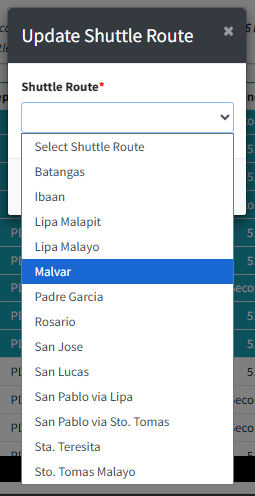 Update Shuttle Route ×
Shuttle Route*
Select Shuttle Route
Batangas
Ibaan
Lipa Malapit
Lipa Malayo
Malvar
Padre Garcia
Rosario
San Jose
San Lucas
San Pablo via Lipa
San Pablo via Sto. Tomas
Sta. Teresita
Sto. Tomas Malayo